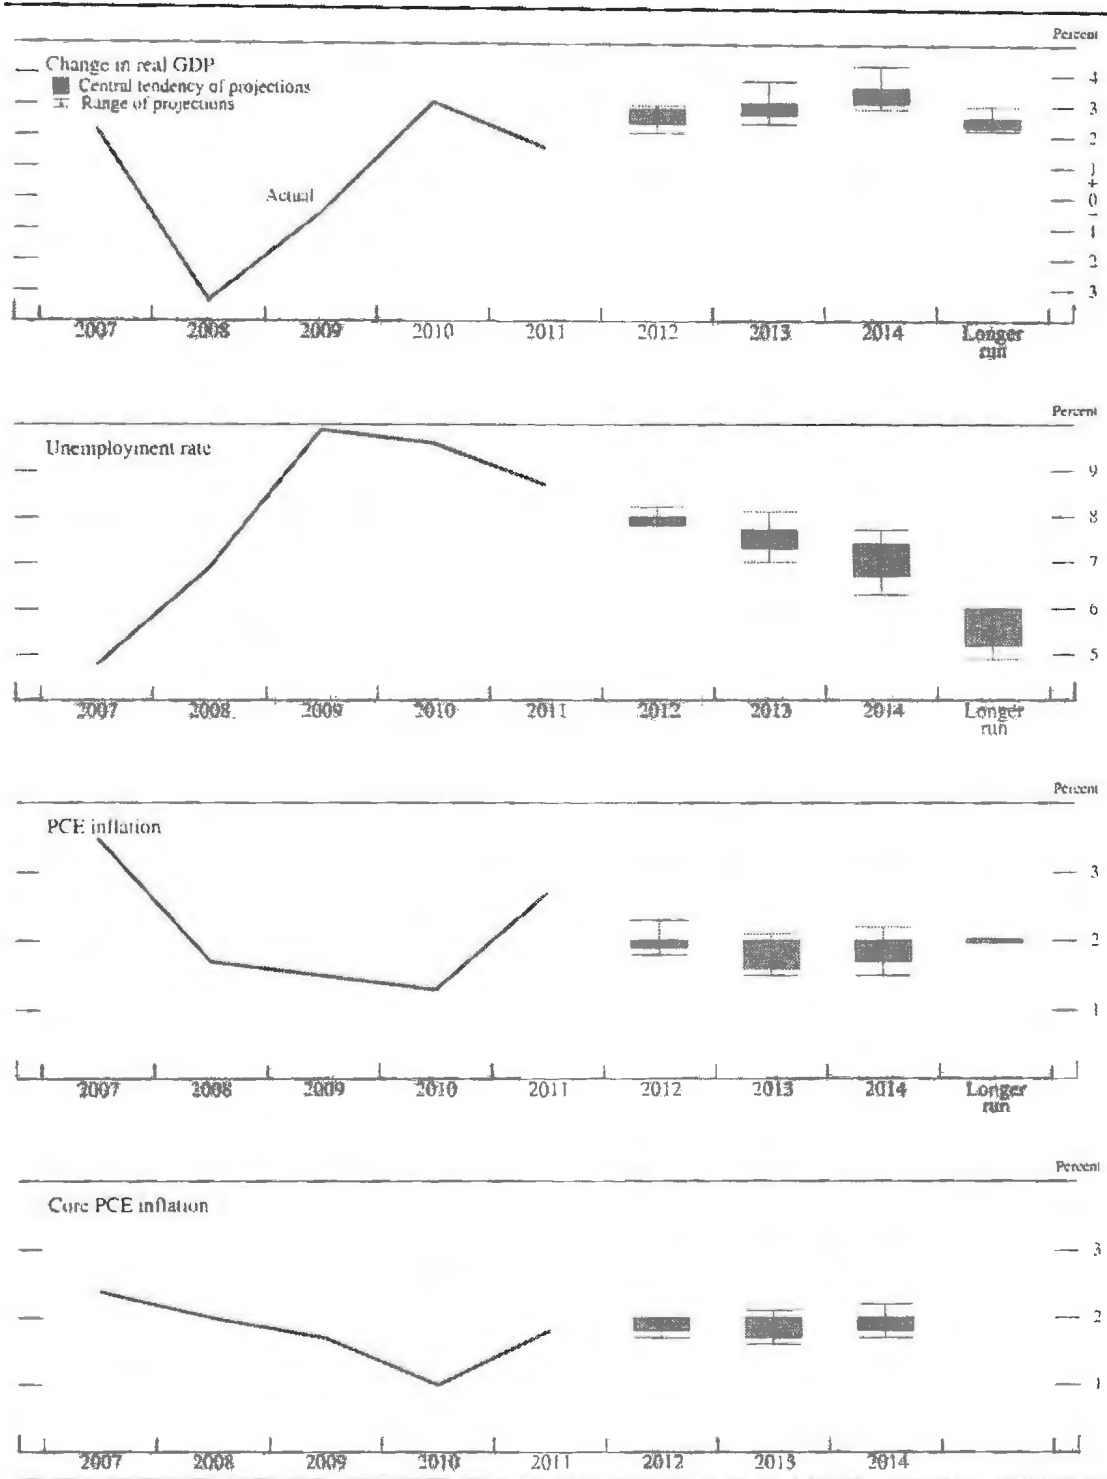 Percent
Change in real GDP
Central tendency of projections
Range of projections
Actual
4
3
2
1
+
0
-
1
2
3
2007 2008 2009 2010 2011 2012 2013 2014 Longer run
Percent
Unemployment rate
9
8
7
6
5
2007 2008 2009 2010 2011 2012 2013 2014 Longer run
Percent
PCE inflation
3
2
1
2007 2008 2009 2010 2011 2012 2013 2014 Longer run
Percent
Core PCE inflation
3
2
1
2007 2008 2009 2010 2011 2012 2013 2014